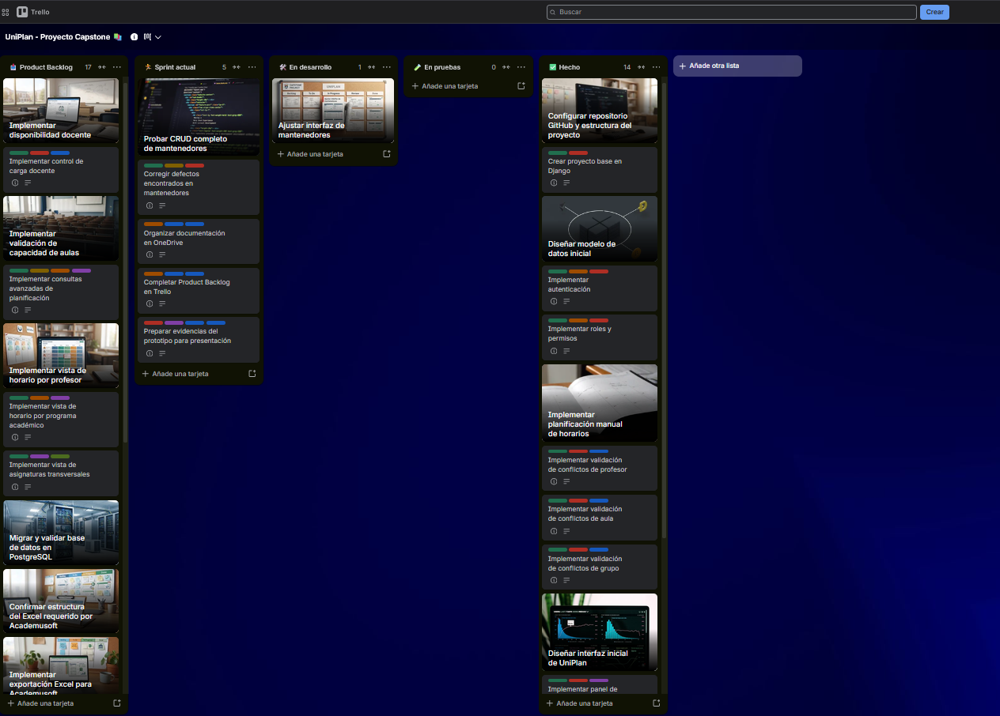 Trello
Buscar
Crear
UniPlan - Proyecto Capstone
Product Backlog 17
Implementar
disponibilidad docente
Implementar control de
carga docente
Implementar
validación de
capacidad de aulas
Implementar consultas
avanzadas de
planificación
Implementar vista de
horario por profesor
Implementar vista de
horario por programa
académico
Implementar vista de
asignaturas transversales
Migrar y validar base
de datos en
PostgreSQL
Confirmar estructura
del Excel requerido por
Academusoft
Implementar
exportación Excel para
Academusoft
Añade una tarjeta
Sprint actual 5
Probar CRUD completo
de mantenedores
Corregir defectos
encontrados en
mantenedores
Organizar documentación
en OneDrive
Completar Product Backlog
en Trello
Preparar evidencias del
prototipo para presentación
Añade una tarjeta
En desarrollo 1
Ajustar interfaz de
mantenedores
Añade una tarjeta
En pruebas 0
Añade una tarjeta
Hecho 14
Configurar repositorio
GitHub y estructura del
proyecto
Crear proyecto base en
Django
Diseñar modelo de
datos inicial
Implementar
autenticación
Implementar roles y
permisos
Implementar
planificación manual
de horarios
Implementar validación
de conflictos de profesor
Implementar validación
de conflictos de aula
Implementar validación
de conflictos de grupo
Diseñar interfaz inicial
de UniPlan
Implementar panel de
Añade una tarjeta
Añade otra lista